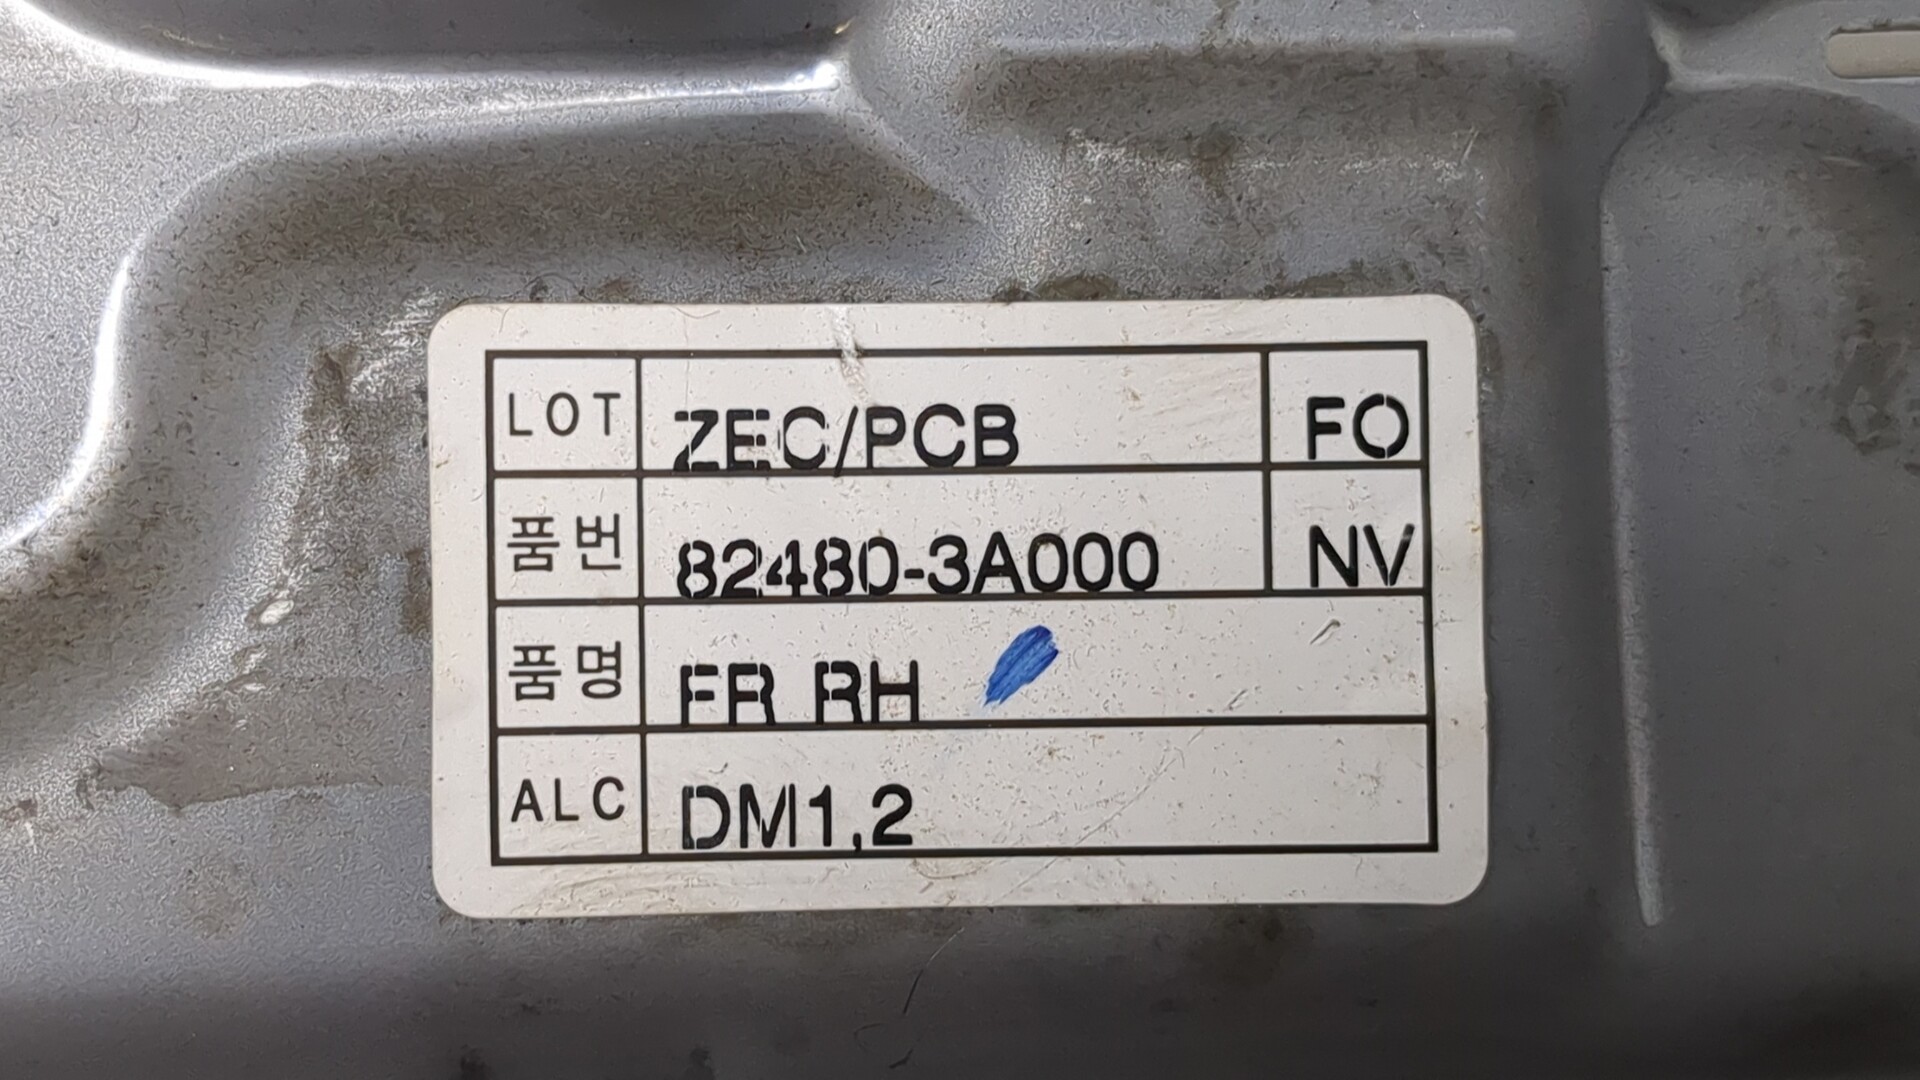 LOT ZEC/PCB FO
품번 82480-3A000 NV
품명 FR RH
ALC DM1,2